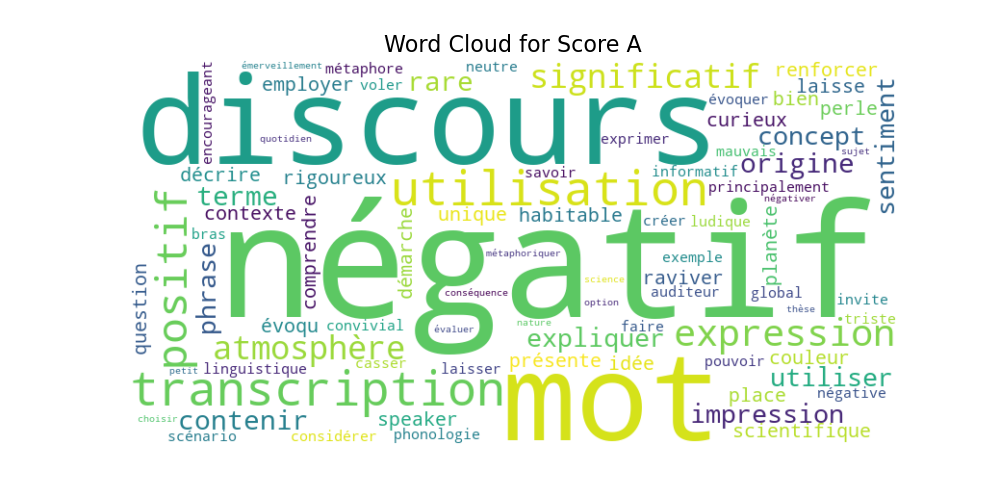 Word Cloud for Score A
émerveillement
métaphore
neutre
encourageant
employer
voler
rare
significatif
renforcer
laisse
discours
évoquer
bien
perle
curieux
sentiment
quotidien
exprimer
concept
mauvais
sujet
origine
décrire
rigoureux
savoir
informatif
utilisation
principalement
terme
négativer
positif
contexte
comprendre
démarche
unique
habitable
créer
ludique
planète
bras
négatif
phrase
métaphoriquer
exemple
question
science
raviver
conséquence
auditeur
global
option
invite
thèse
évoqu
convivial
évaluer
nature
faire
triste
expliquer
expression
atmosphère
casser
présente
idée
pouvoir
couleur
petit
linguistique
laisser
utiliser
transcription
mot
place
négative
choisir
contenir
speaker
impression
scénario
considérer
phonologie
scientifique